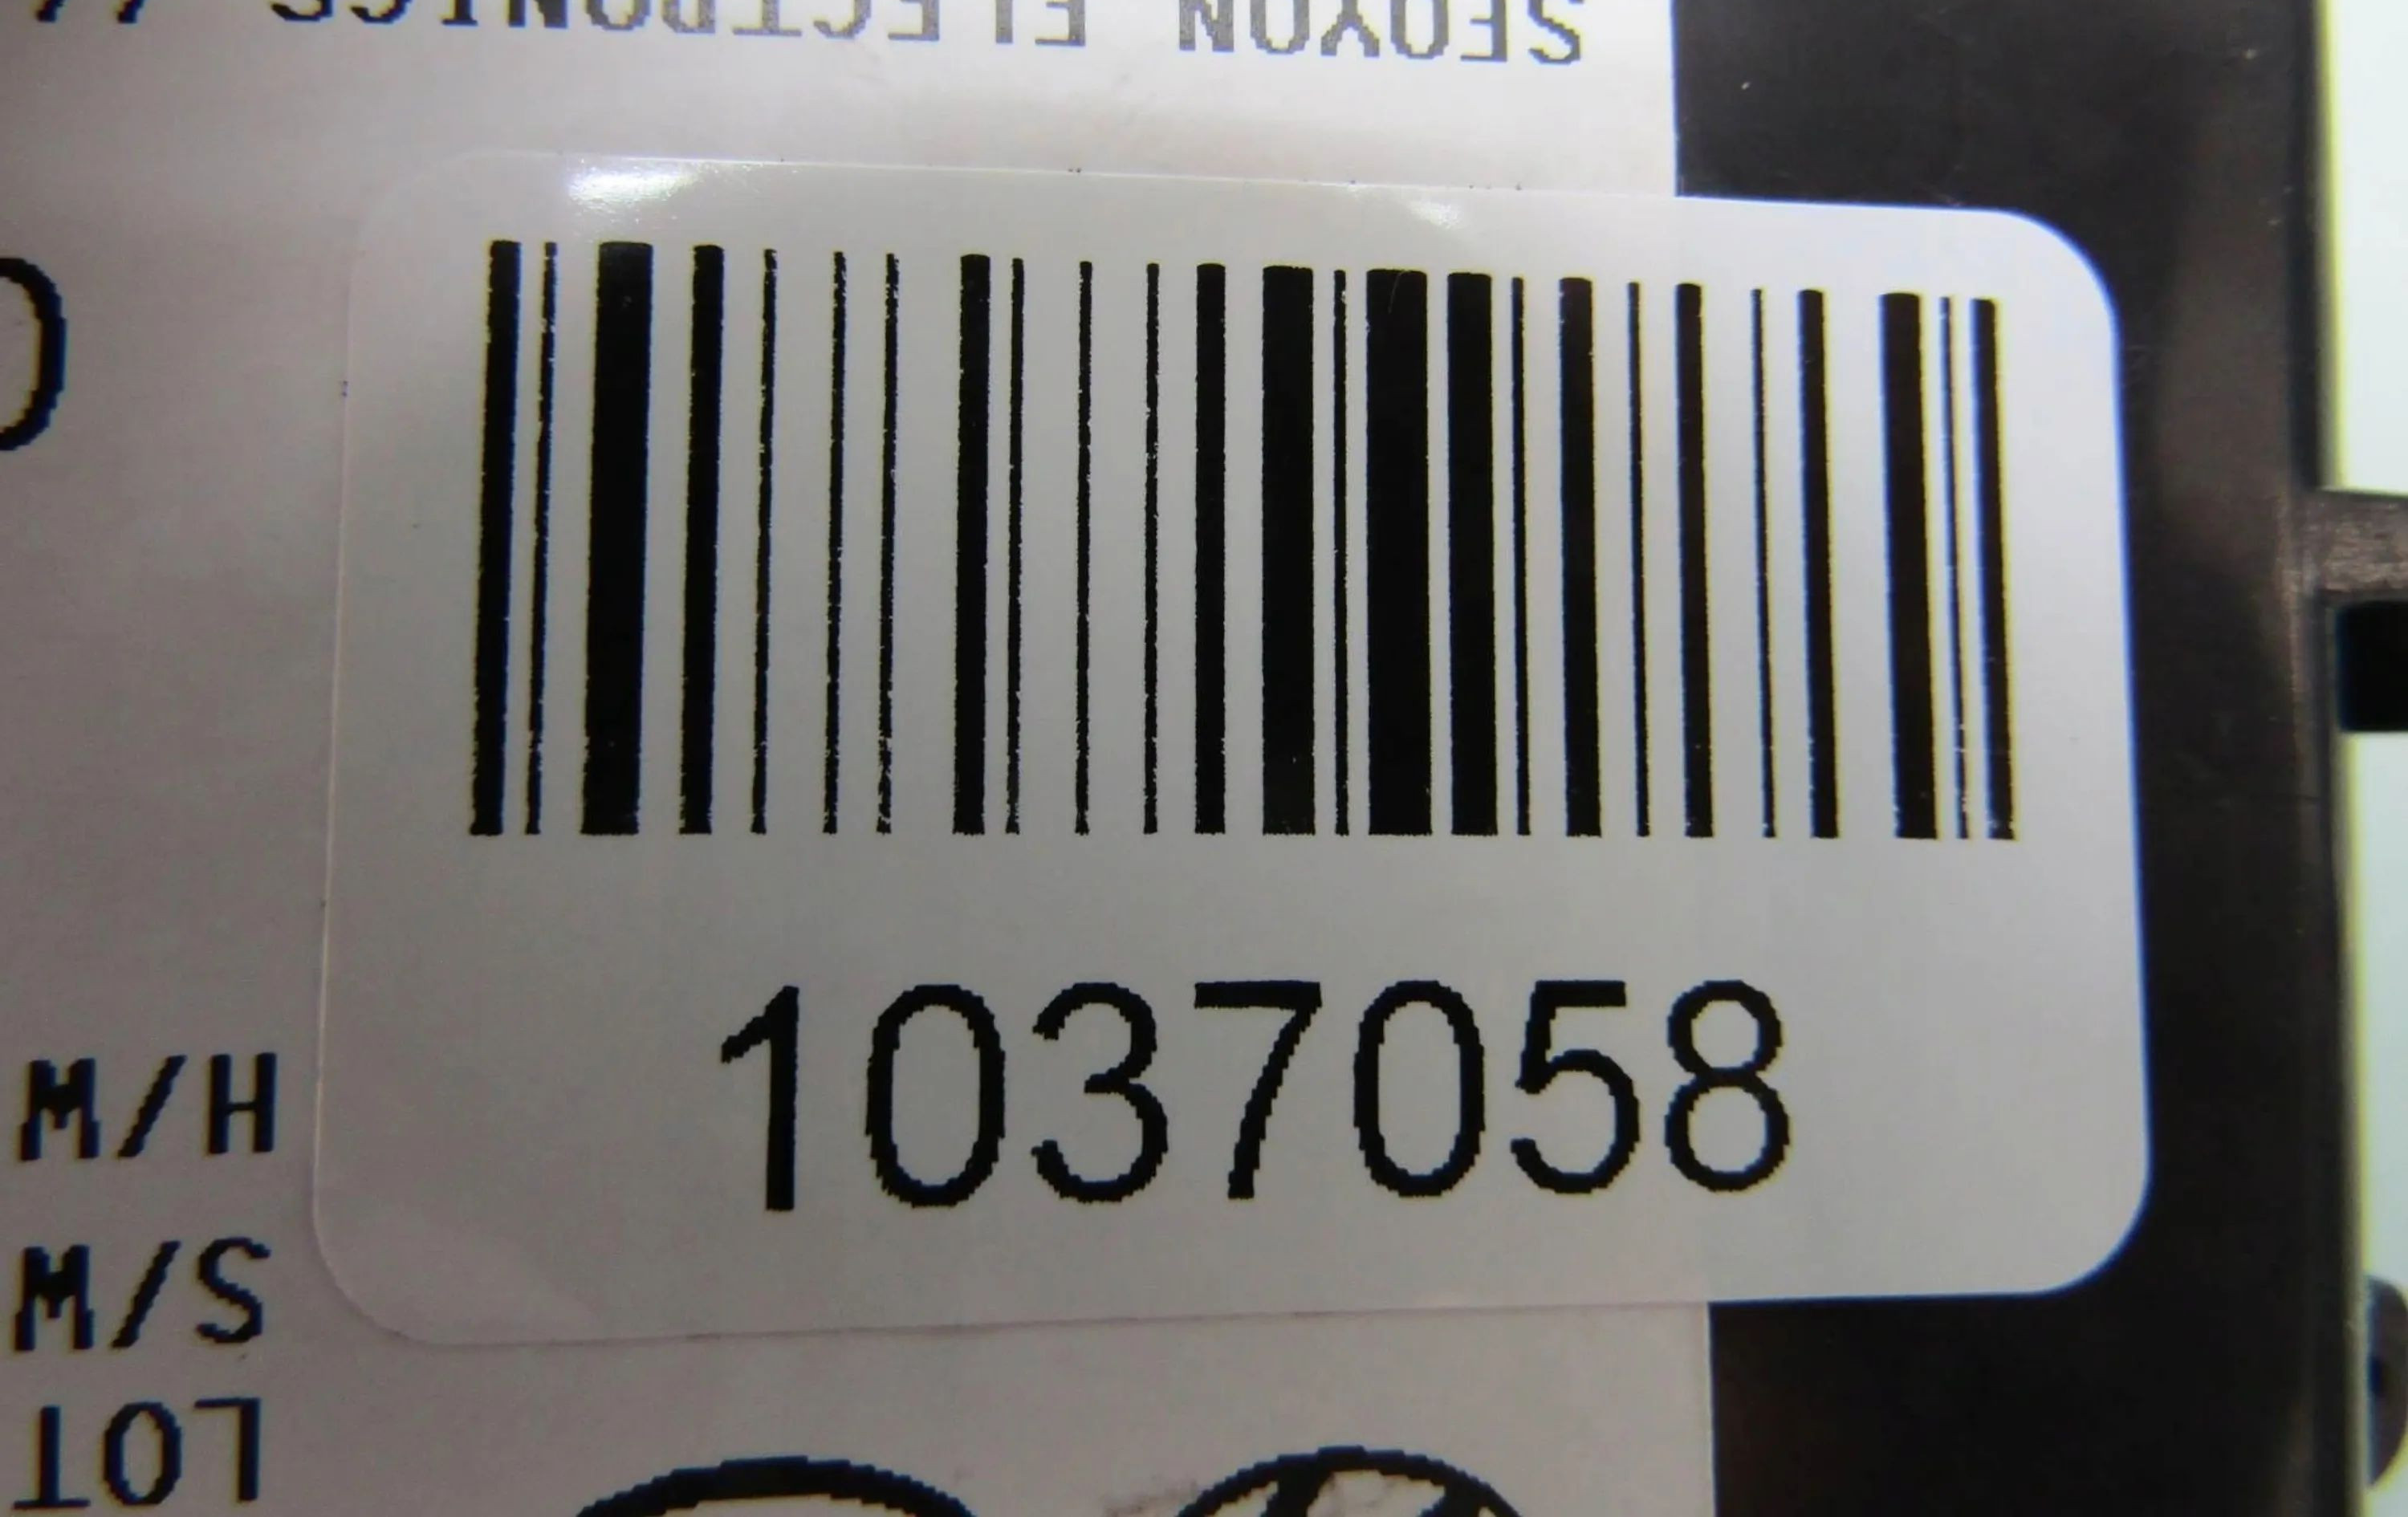 SEOYON ELECTRONICS
1037058
H/W
S/W
LOT